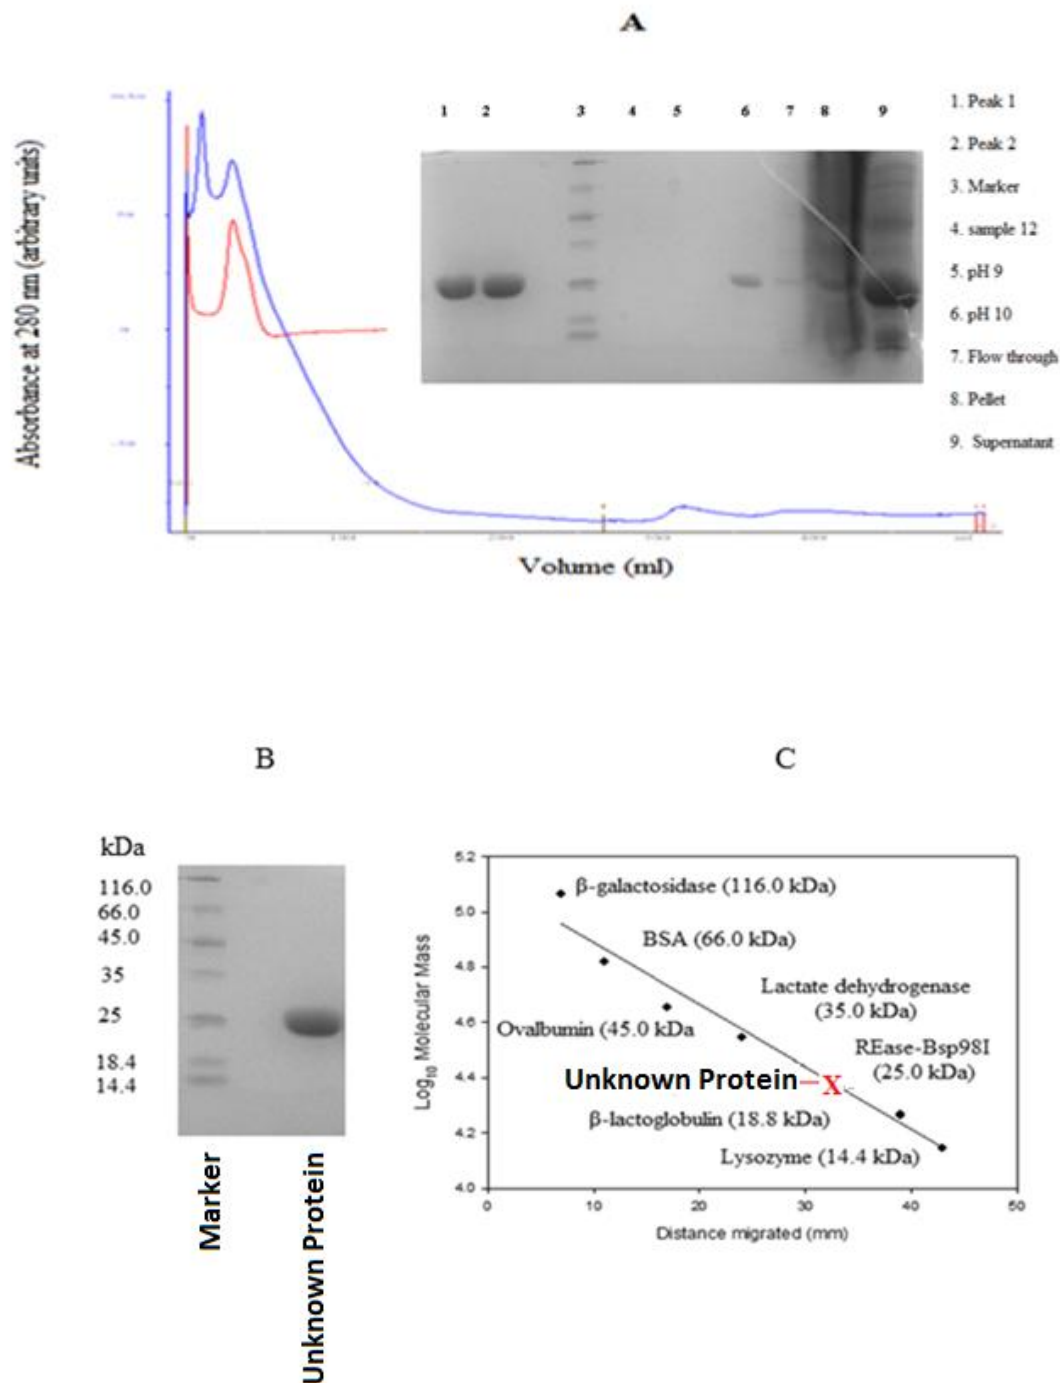 A
Absorbance at 280 nm (arbitrary units)
1 2 3 4 5 6 7 8 9
1. Peak 1
2. Peak 2
3. Marker
4. sample 12
5. pH 9
6. pH 10
7. Flow through
8. Pellet
9. Supernatant
Volume (ml)
B
kDa
116.0
66.0
45.0
35
25
18.4
14.4
Marker
Unknown Protein
C
Log10 Molecular Mass
5.2
5.0
4.8
4.6
4.4
4.2
4.0
β-galactosidase (116.0 kDa)
BSA (66.0 kDa)
Lactate dehydrogenase
(35.0 kDa)
Ovalbumin (45.0 kDa
REase-Bsp98I
(25.0 kDa)
Unknown Protein
X
β-lactoglobulin (18.8 kDa)
Lysozyme (14.4 kDa)
0 10 20 30 40 50
Distance migrated (mm)